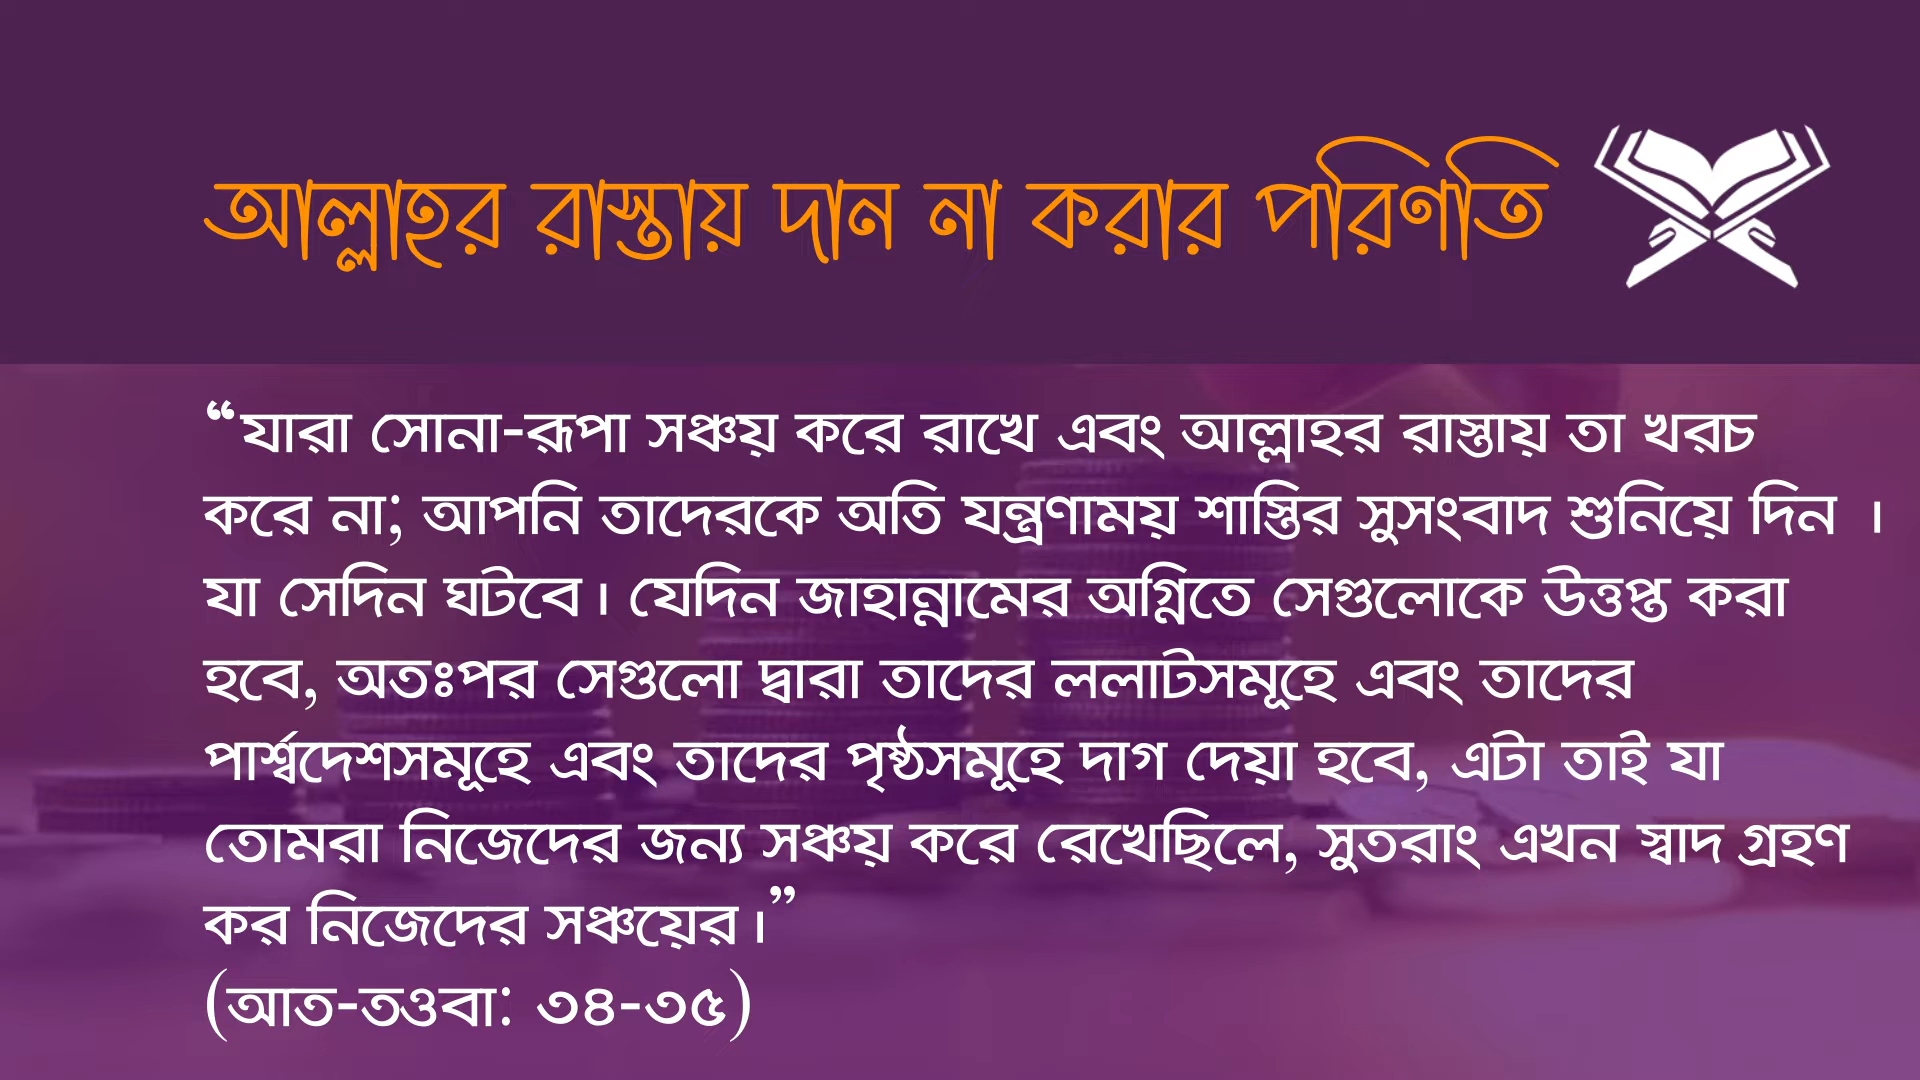 আল্লাহর রাস্তায় দান না করার পরিণতি
“যারা সোনা-রূপা সঞ্চয় করে রাখে এবং আল্লাহর রাস্তায় তা খরচ
করে না; আপনি তাদেরকে অতি যন্ত্রণাময় শাস্তির সুসংবাদ শুনিয়ে দিন ।
যা সেদিন ঘটবে। যেদিন জাহান্নামের অগ্নিতে সেগুলোকে উত্তপ্ত করা
হবে, অতঃপর সেগুলো দ্বারা তাদের ললাটসমূহে এবং তাদের
পার্শ্বদেশসমূহে এবং তাদের পৃষ্ঠসমূহে দাগ দেয়া হবে, এটা তাই যা
তোমরা নিজেদের জন্য সঞ্চয় করে রেখেছিলে, সুতরাং এখন স্বাদ গ্রহণ
কর নিজেদের সঞ্চয়ের।”
(আত-তওবা: ৩৪-৩৫)